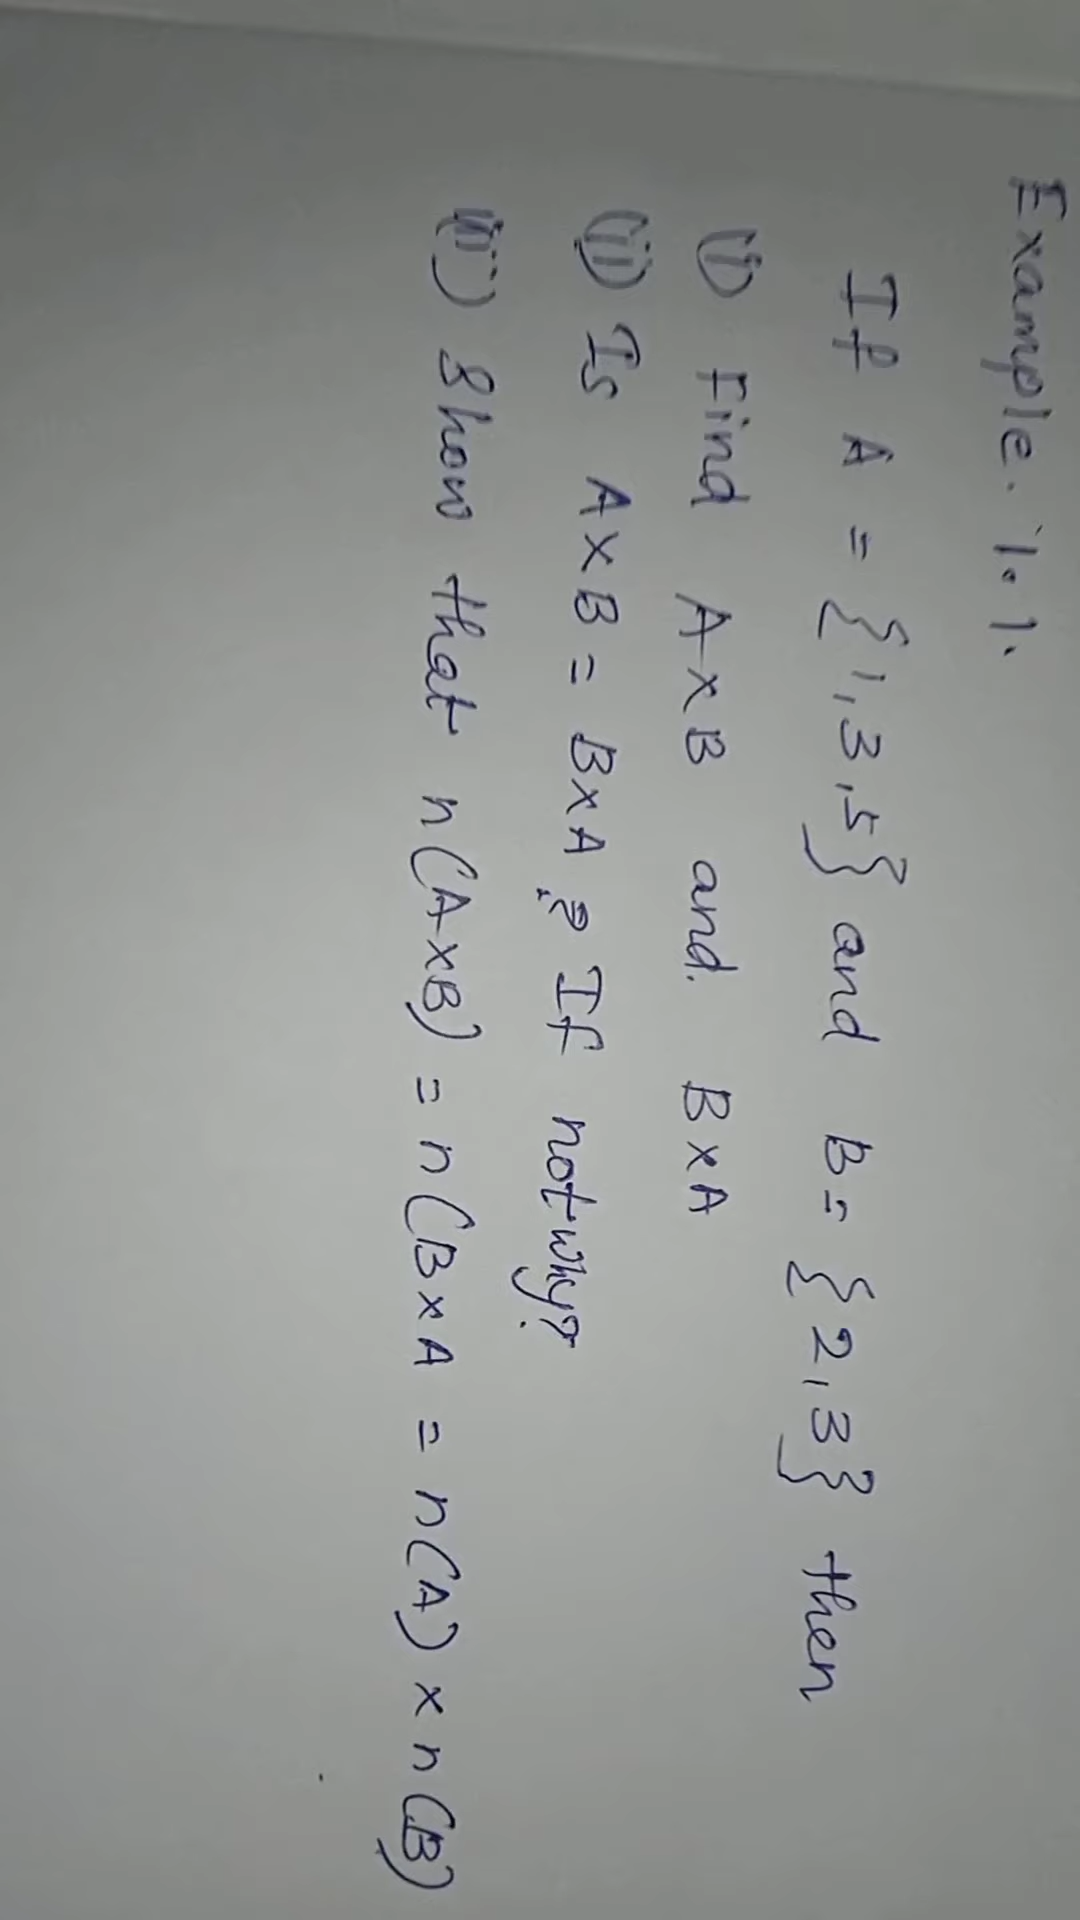 Example. 1.1.
If A = {1,3,5} and B = {2,3} then
(i) Find A×B and. B×A
(ii) Is A×B = B×A ? If not why?
(iii) Show that n(A×B) = n(B×A = n(A) × n(B)